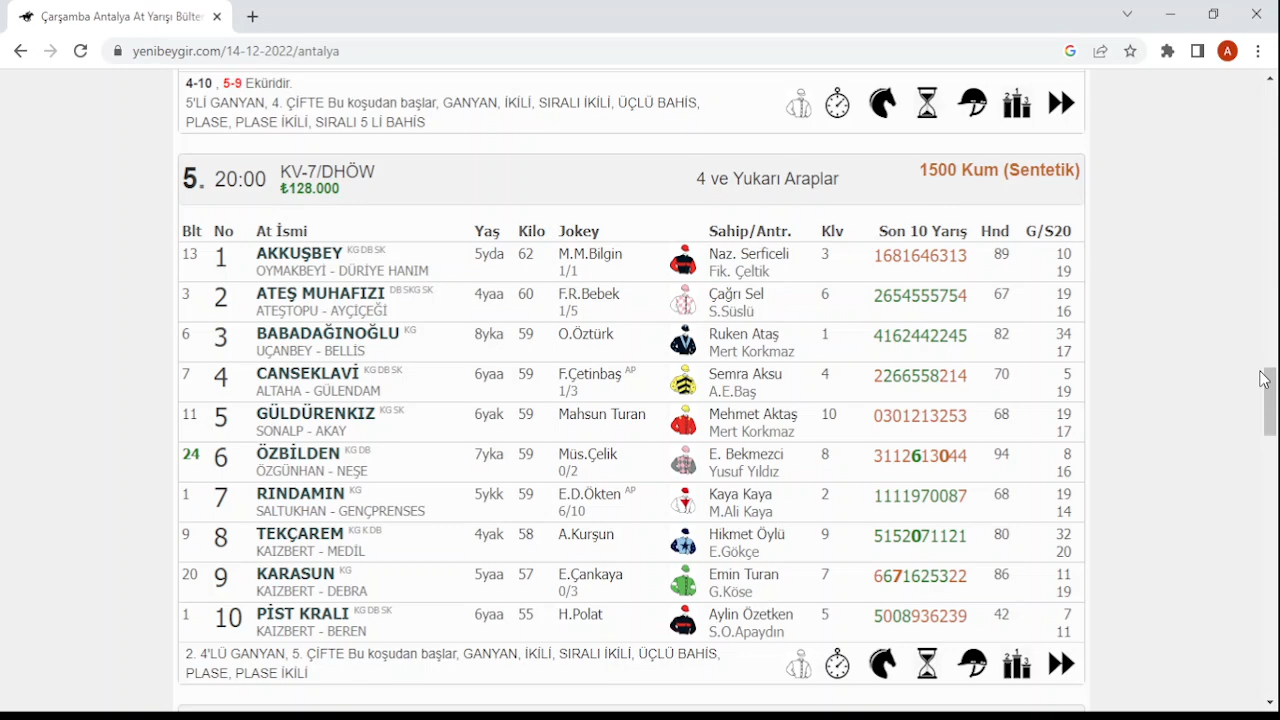 Çarşamba Antalya At Yarışı Bülter
yenibeygir.com/14-12-2022/antalya
A
4-10 , 5-9 Eküridir.
5'Lİ GANYAN, 4. ÇİFTE Bu koşudan başlar, GANYAN, İKİLİ, SIRALI İKİLİ, ÜÇLÜ BAHİS,
PLASE, PLASE İKİLİ, SIRALI 5 Lİ BAHİS
5. 20:00 KV-7/DHÖW 4 ve Yukarı Araplar 1500 Kum (Sentetik)
₺128.000
Blt No At İsmi Yaş Kilo Jokey Sahip/Antr. Klv Son 10 Yarış Hnd G/S20
13 1 AKKUŞBEY KG DB SK 5yda 62 M.M.Bilgin Naz. Serficeli 3 1681646313 89 10
OYMAKBEYİ - DÜRİYE HANIM 1/1 Fik. Çeltik 19
3 2 ATEŞ MUHAFIZI DB SKG SK 4yaa 60 F.R.Bebek Çağrı Sel 6 2654555754 67 19
ATEŞTOPU - AYÇİÇEĞİ 1/5 S.Süslü 16
6 3 BABADAĞINOĞLU KG 8yka 59 O.Öztürk Ruken Ataş 1 4162442245 82 34
UÇANBEY - BELLİS Mert Korkmaz 17
7 4 CANSEKLAVİ KG DB SK 6yaa 59 F.Çetinbaş AP Semra Aksu 4 2266558214 70 5
ALTAHA - GÜLENDAM 1/3 A.E.Baş 19
11 5 GÜLDÜRENKIZ KG SK 6yak 59 Mahsun Turan Mehmet Aktaş 10 0301213253 68 19
SONALP - AKAY Mert Korkmaz 17
24 6 ÖZBİLDEN KG DB 7yka 59 Müs.Çelik E. Bekmezci 8 3112613044 94 8
ÖZGÜNHAN - NEŞE 0/2 Yusuf Yıldız 16
1 7 RINDAMIN KG 5ykk 59 E.D.Ökten AP Kaya Kaya 2 1111970087 68 19
SALTUKHAN - GENÇPRENSES 6/10 M.Ali Kaya 14
9 8 TEKÇAREM KG K DB 4yak 58 A.Kurşun Hikmet Öylü 9 5152071121 80 32
KAIZBERT - MEDİL E.Gökçe 20
20 9 KARASUN KG 5yaa 57 E.Çankaya Emin Turan 7 6671625322 86 11
KAIZBERT - DEBRA 0/3 G.Köse 19
1 10 PİST KRALI KG DB SK 6yaa 55 H.Polat Aylin Özetken 5 5008936239 42 7
KAIZBERT - BEREN S.O.Apaydın 11
2. 4'LÜ GANYAN, 5. ÇİFTE Bu koşudan başlar, GANYAN, İKİLİ, SIRALI İKİLİ, ÜÇLÜ BAHİS,
PLASE, PLASE İKİLİ